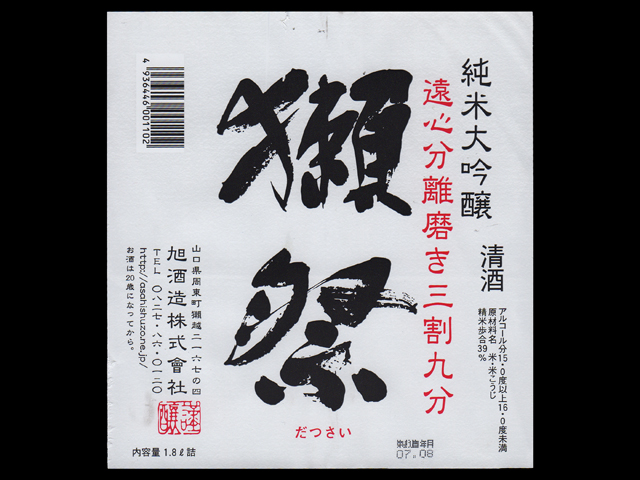 純米大吟醸
清酒
アルコール分15・0度以上16・0度未満
原材料名 米・米こうじ
精米歩合39%
遠心分離磨き三割九分
獺祭
だっさい
製造年月
07.08
山口県周東町獺越二一六七の四
旭酒造株式會社
TEL 〇八二七・八六・〇一二〇
http://asahishuzo.ne.jp/
お酒は20歳になってから。
謹醸
内容量 1.8ℓ詰
4936446001102